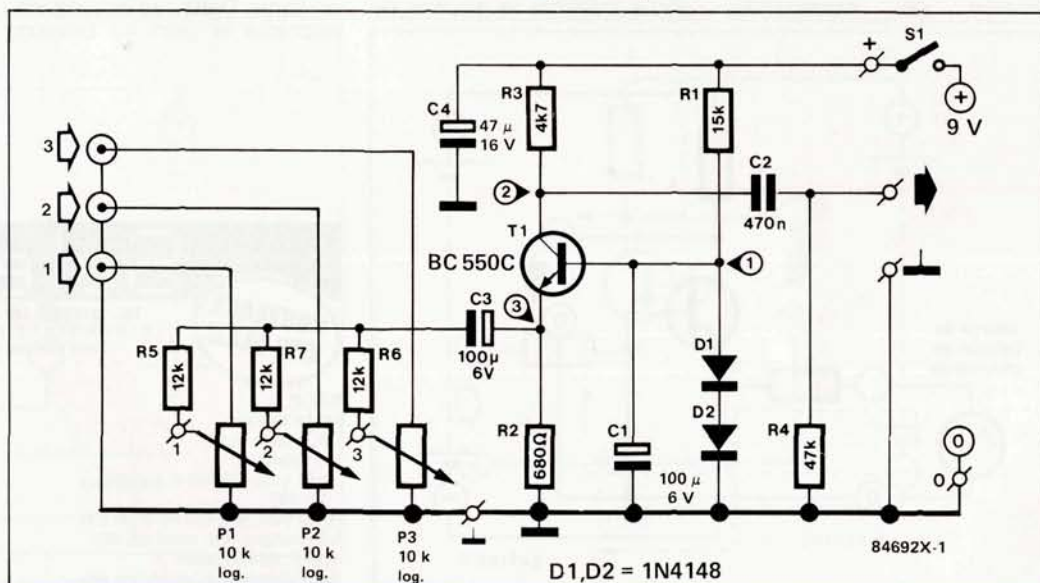 S1
+
9 V
C4
47 µ
16 V
R3
4k7
R1
15k
3
2
1
2
C2
470n
T1
BC 550C
1
C3
100µ
6V
3
R5
12k
R7
12k
R6
12k
1
2
3
D1
D2
R2
680Ω
C1
100 µ
6 V
R4
47k
0
0
P1
10 k
log.
P2
10 k
log.
P3
10 k
log.
84692X-1
D1,D2 = 1N4148